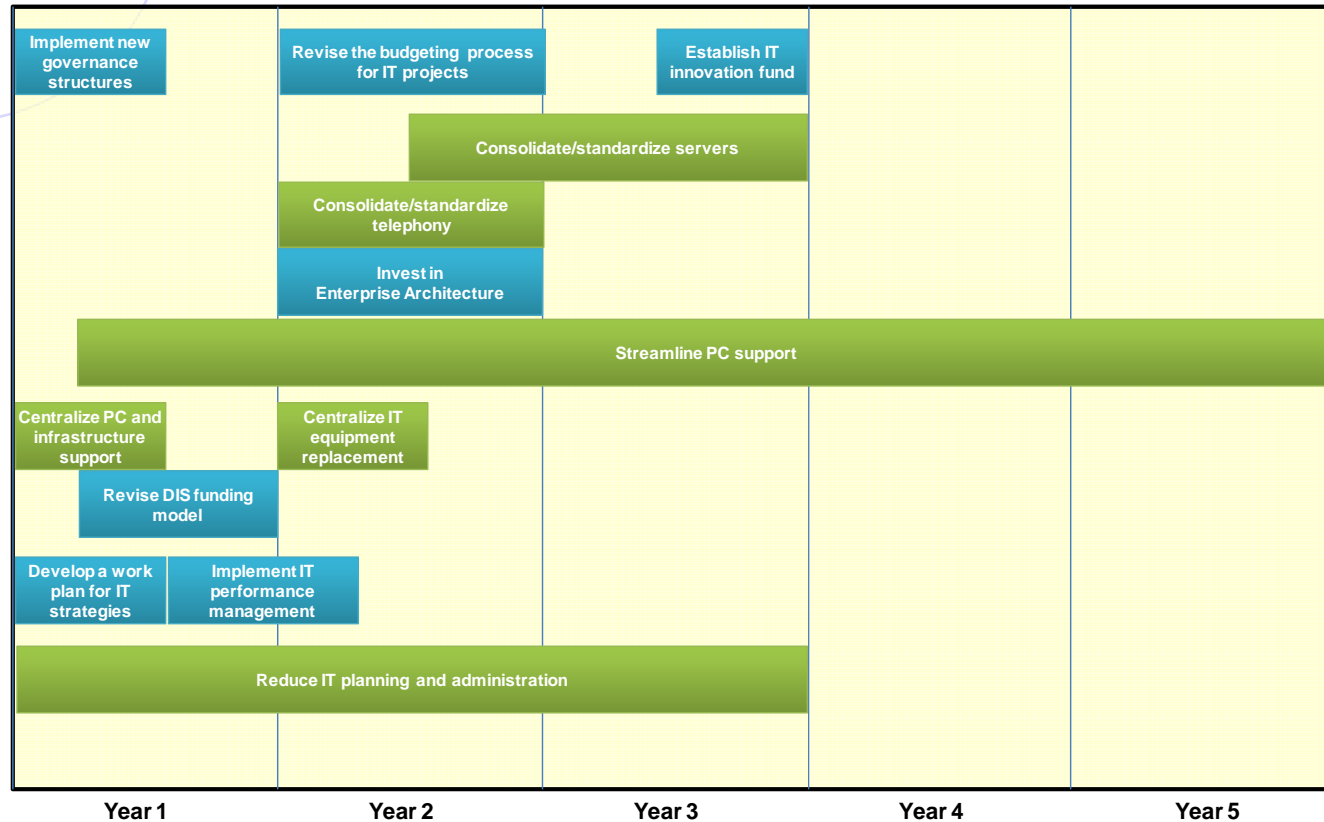 Implement new
governance
structures
Revise the budgeting process
for IT projects
Establish IT
innovation fund
Consolidate/standardize servers
Consolidate/standardize
telephony
Invest in
Enterprise Architecture
Streamline PC support
Centralize PC and
infrastructure
support
Centralize IT
equipment
replacement
Revise DIS funding
model
Develop a work
plan for IT
strategies
Implement IT
performance
management
Reduce IT planning and administration
Year 1
Year 2
Year 3
Year 4
Year 5